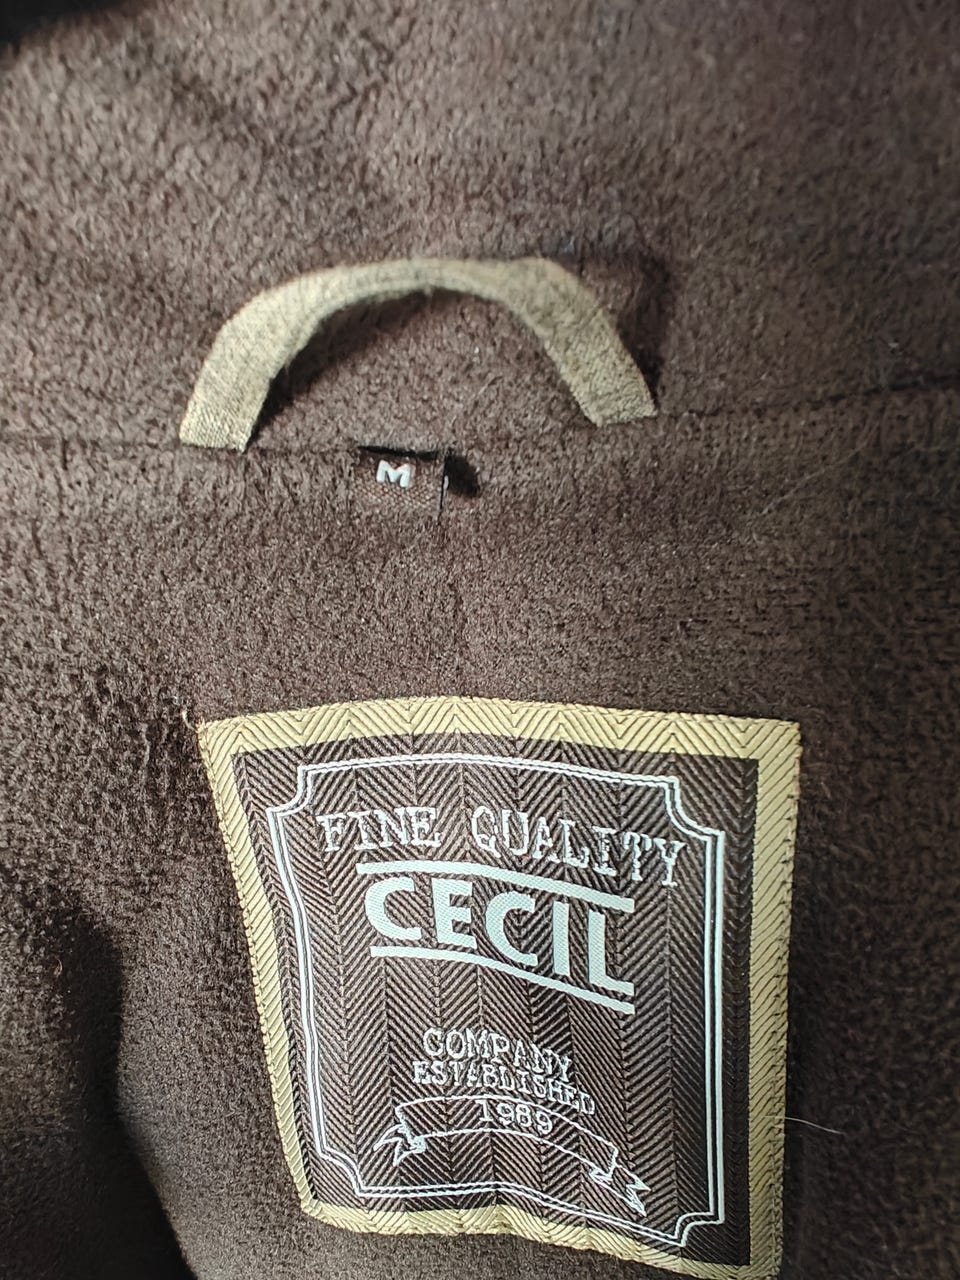 M
FINE QUALITY
CECIL
COMPANY
ESTABLISHED
1989